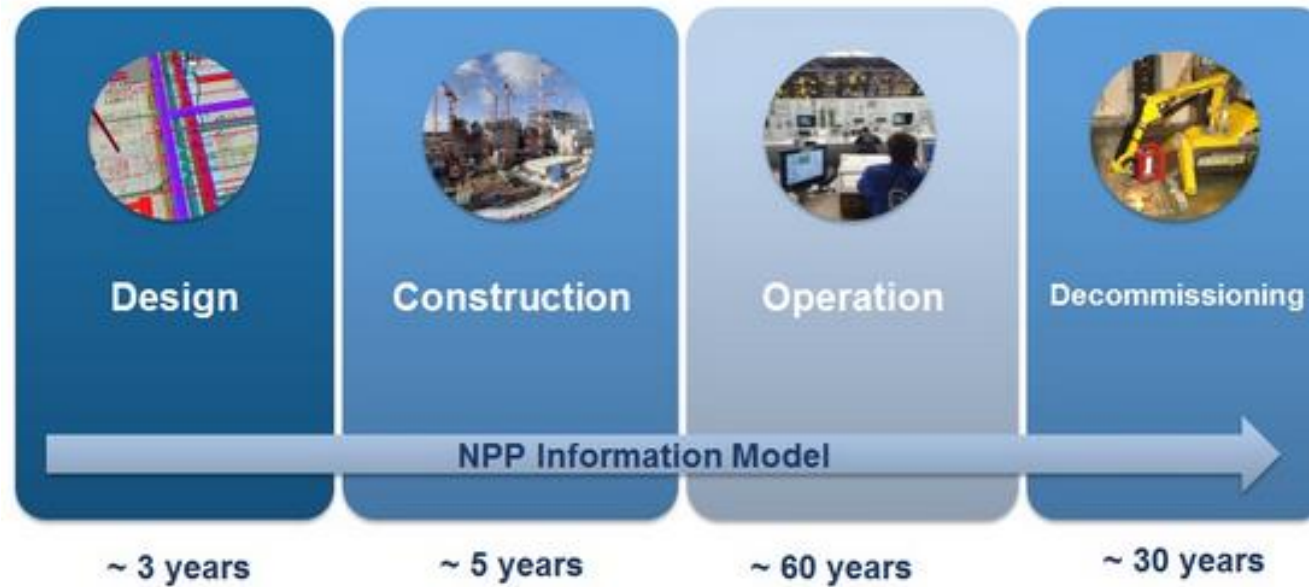 Design
Construction
Operation
Decommissioning
NPP Information Model
~ 3 years
~ 5 years
~ 60 years
~ 30 years